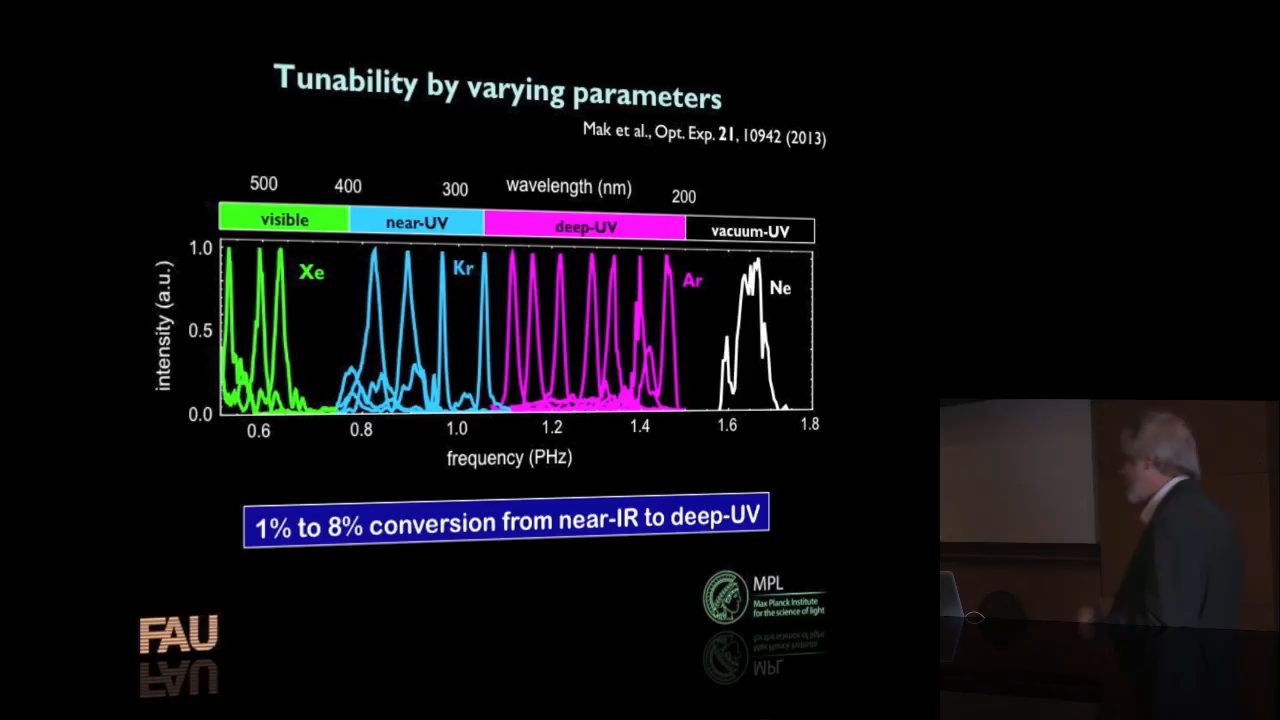 Tunability by varying parameters
Mak et al., Opt. Exp. 21, 10942 (2013)
500 400 300 wavelength (nm) 200
visible near-UV deep-UV vacuum-UV
1.0
0.5
0.0
intensity (a.u.)
Xe Kr Ar Ne
0.6 0.8 1.0 1.2 1.4 1.6 1.8
frequency (PHz)
1% to 8% conversion from near-IR to deep-UV
MPL
Max Planck Institute
for the science of light
FAU